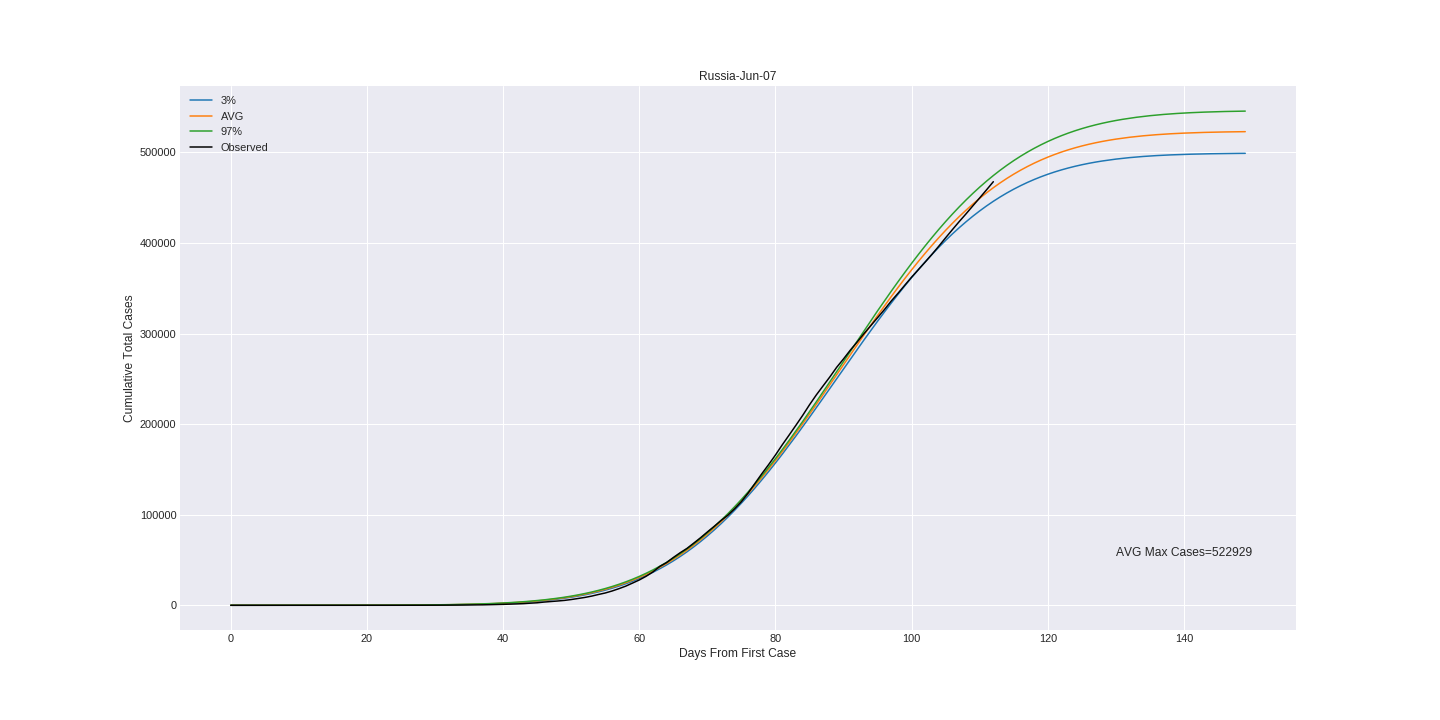 Russia-Jun-07
3%
AVG
97%
Observed
500000
400000
300000
200000
100000
0
Cumulative Total Cases
AVG Max Cases=522929
0 20 40 60 80 100 120 140
Days From First Case